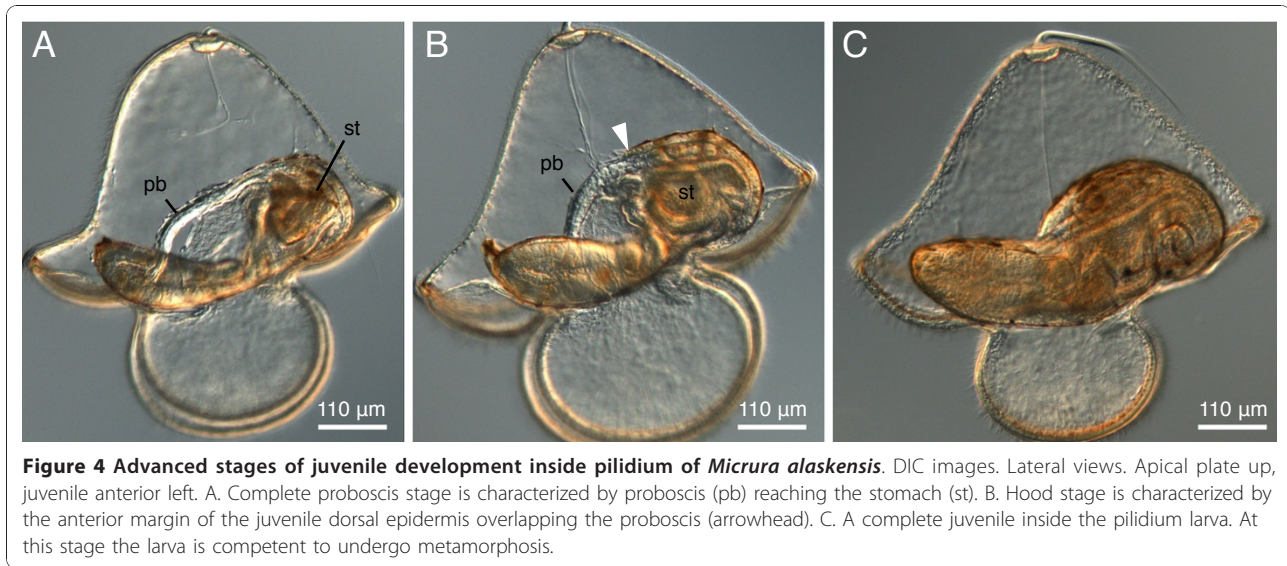 A
B
C
st
pb
pb
st
110 µm
110 µm
110 µm
Figure 4 Advanced stages of juvenile development inside pilidium of Micrura alaskensis. DIC images. Lateral views. Apical plate up,
juvenile anterior left. A. Complete proboscis stage is characterized by proboscis (pb) reaching the stomach (st). B. Hood stage is characterized by
the anterior margin of the juvenile dorsal epidermis overlapping the proboscis (arrowhead). C. A complete juvenile inside the pilidium larva. At
this stage the larva is competent to undergo metamorphosis.